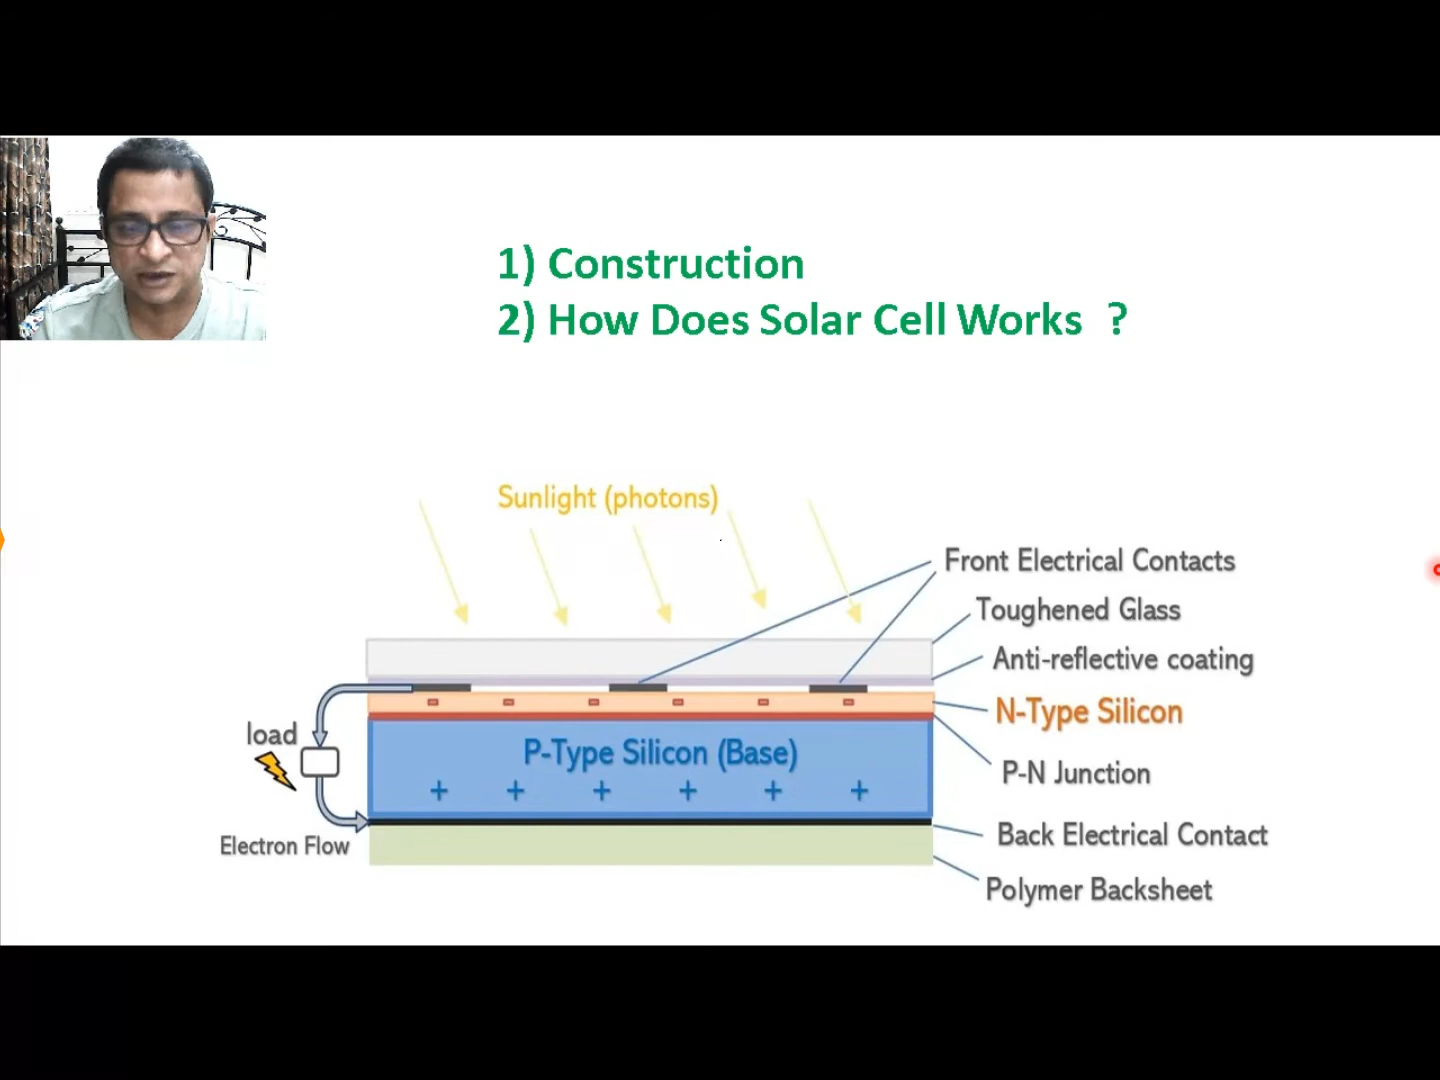 1) Construction
2) How Does Solar Cell Works ?
Sunlight (photons)
Front Electrical Contacts
Toughened Glass
Anti-reflective coating
N-Type Silicon
load
P-Type Silicon (Base)
P-N Junction
+ + + + + +
Back Electrical Contact
Electron Flow
Polymer Backsheet